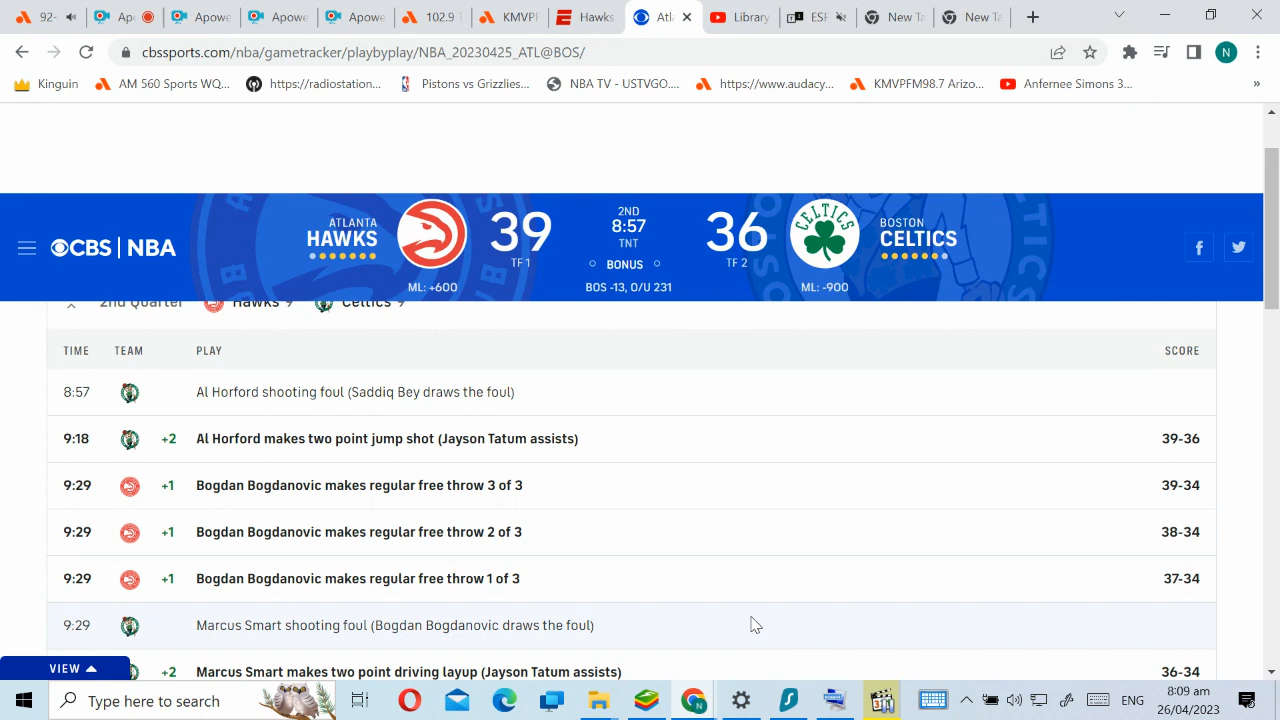 92-
Ap
Apowe
Apowe
Apowe
102.9
KMVP
Hawks
Atl
Library
ESF
New Ta
New Ta
cbssports.com/nba/gametracker/playbyplay/NBA_20230425_ATL@BOS/
N
Kinguin
AM 560 Sports WQ...
https://radiostation...
Pistons vs Grizzlies...
NBA TV - USTVGO....
https://www.audacy...
KMVPFM98.7 Arizo...
Anfernee Simons 3...
»
CBS | NBA
ATLANTA
HAWKS
ML: +600
39
TF 1
2ND
8:57
TNT
BONUS
BOS -13, O/U 231
36
TF 2
CELTICS
ML: -900
BOSTON
CELTICS
2nd Quarter Hawks 9 Celtics 9
TIME TEAM PLAY SCORE
8:57 Al Horford shooting foul (Saddiq Bey draws the foul)
9:18 +2 Al Horford makes two point jump shot (Jayson Tatum assists) 39-36
9:29 +1 Bogdan Bogdanovic makes regular free throw 3 of 3 39-34
9:29 +1 Bogdan Bogdanovic makes regular free throw 2 of 3 38-34
9:29 +1 Bogdan Bogdanovic makes regular free throw 1 of 3 37-34
9:29 Marcus Smart shooting foul (Bogdan Bogdanovic draws the foul)
+2 Marcus Smart makes two point driving layup (Jayson Tatum assists) 36-34
VIEW
Type here to search
N
311
ENG
8:09 am
26/04/2023